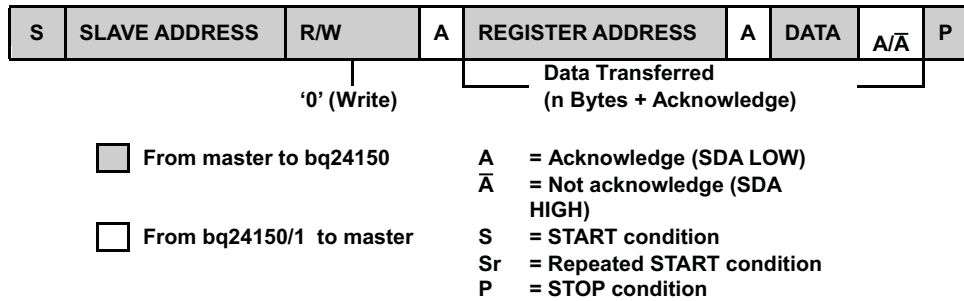 S SLAVE ADDRESS R/W A REGISTER ADDRESS A DATA A/A̅ P
‘0’ (Write)
Data Transferred
(n Bytes + Acknowledge)
From master to bq24150
From bq24150/1 to master
A = Acknowledge (SDA LOW)
A̅ = Not acknowledge (SDA
HIGH)
S = START condition
Sr = Repeated START condition
P = STOP condition